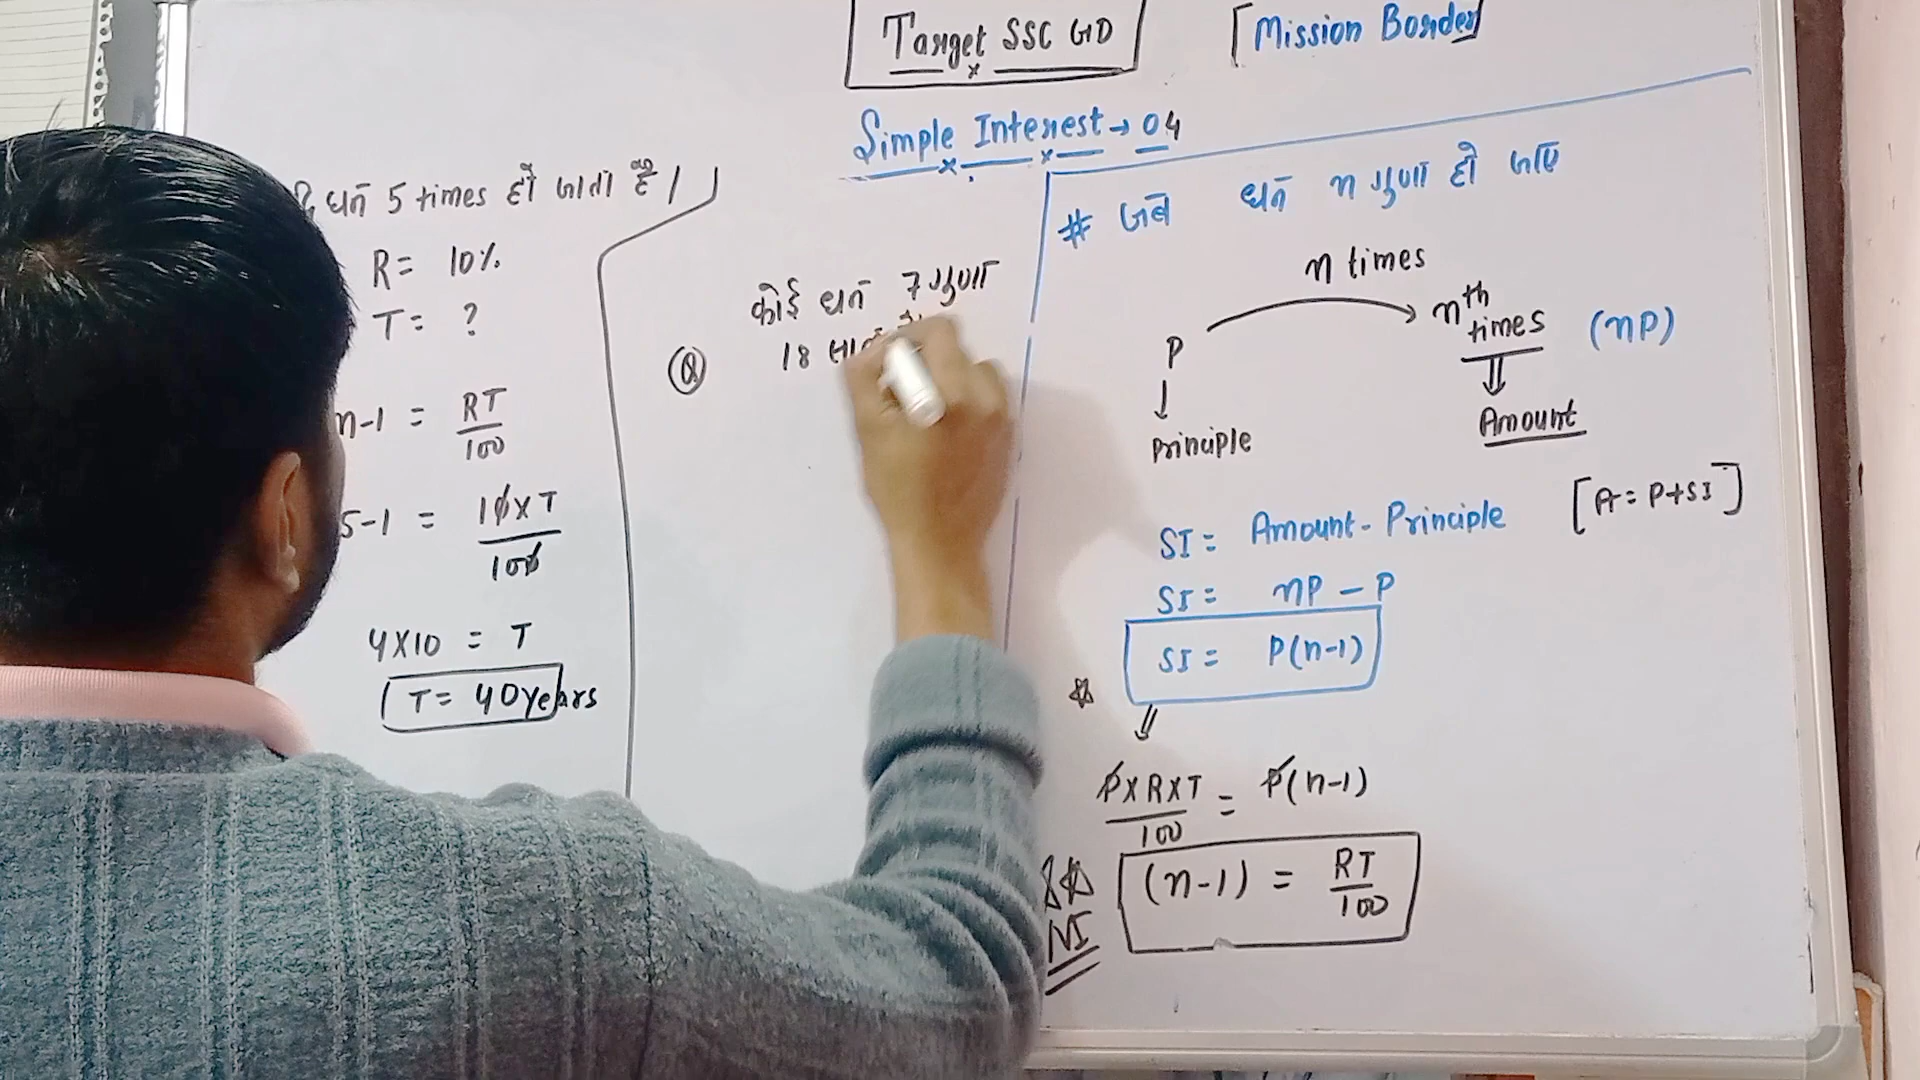 Target SSC GD
[Mission Border]
Simple Interest → 04
धन 5 times हो जाता है।
R = 10%
T = ?
n-1 = RT/100
5-1 = 10×T/100
4×10 = T
T = 40years
Q
कोई धन 7 गुणा
18
# जब धन n गुणा हो जाए
n times
P
nth times (nP)
Principle
Amount
SI = Amount - Principle [A = P+SI]
SI = nP - P
SI = P(n-1)
P×R×T/100 = P(n-1)
(n-1) = RT/100